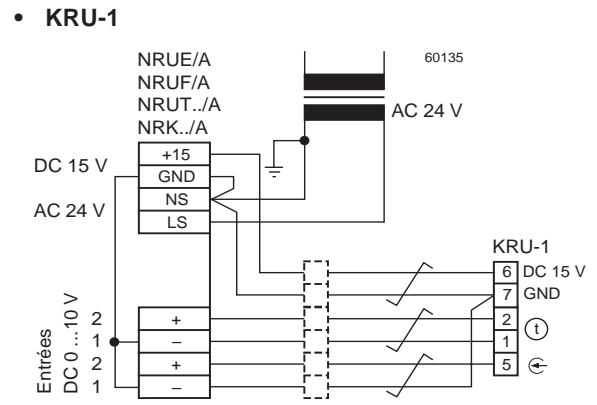 • KRU-1
NRUE/A
NRUF/A
NRUT../A
NRK../A
60135
AC 24 V
DC 15 V
AC 24 V
+15
GND
NS
LS
KRU-1
6 DC 15 V
7 GND
2 t
1
5
Entrées
DC 0 ... 10 V
2 +
1 –
2 +
1 –